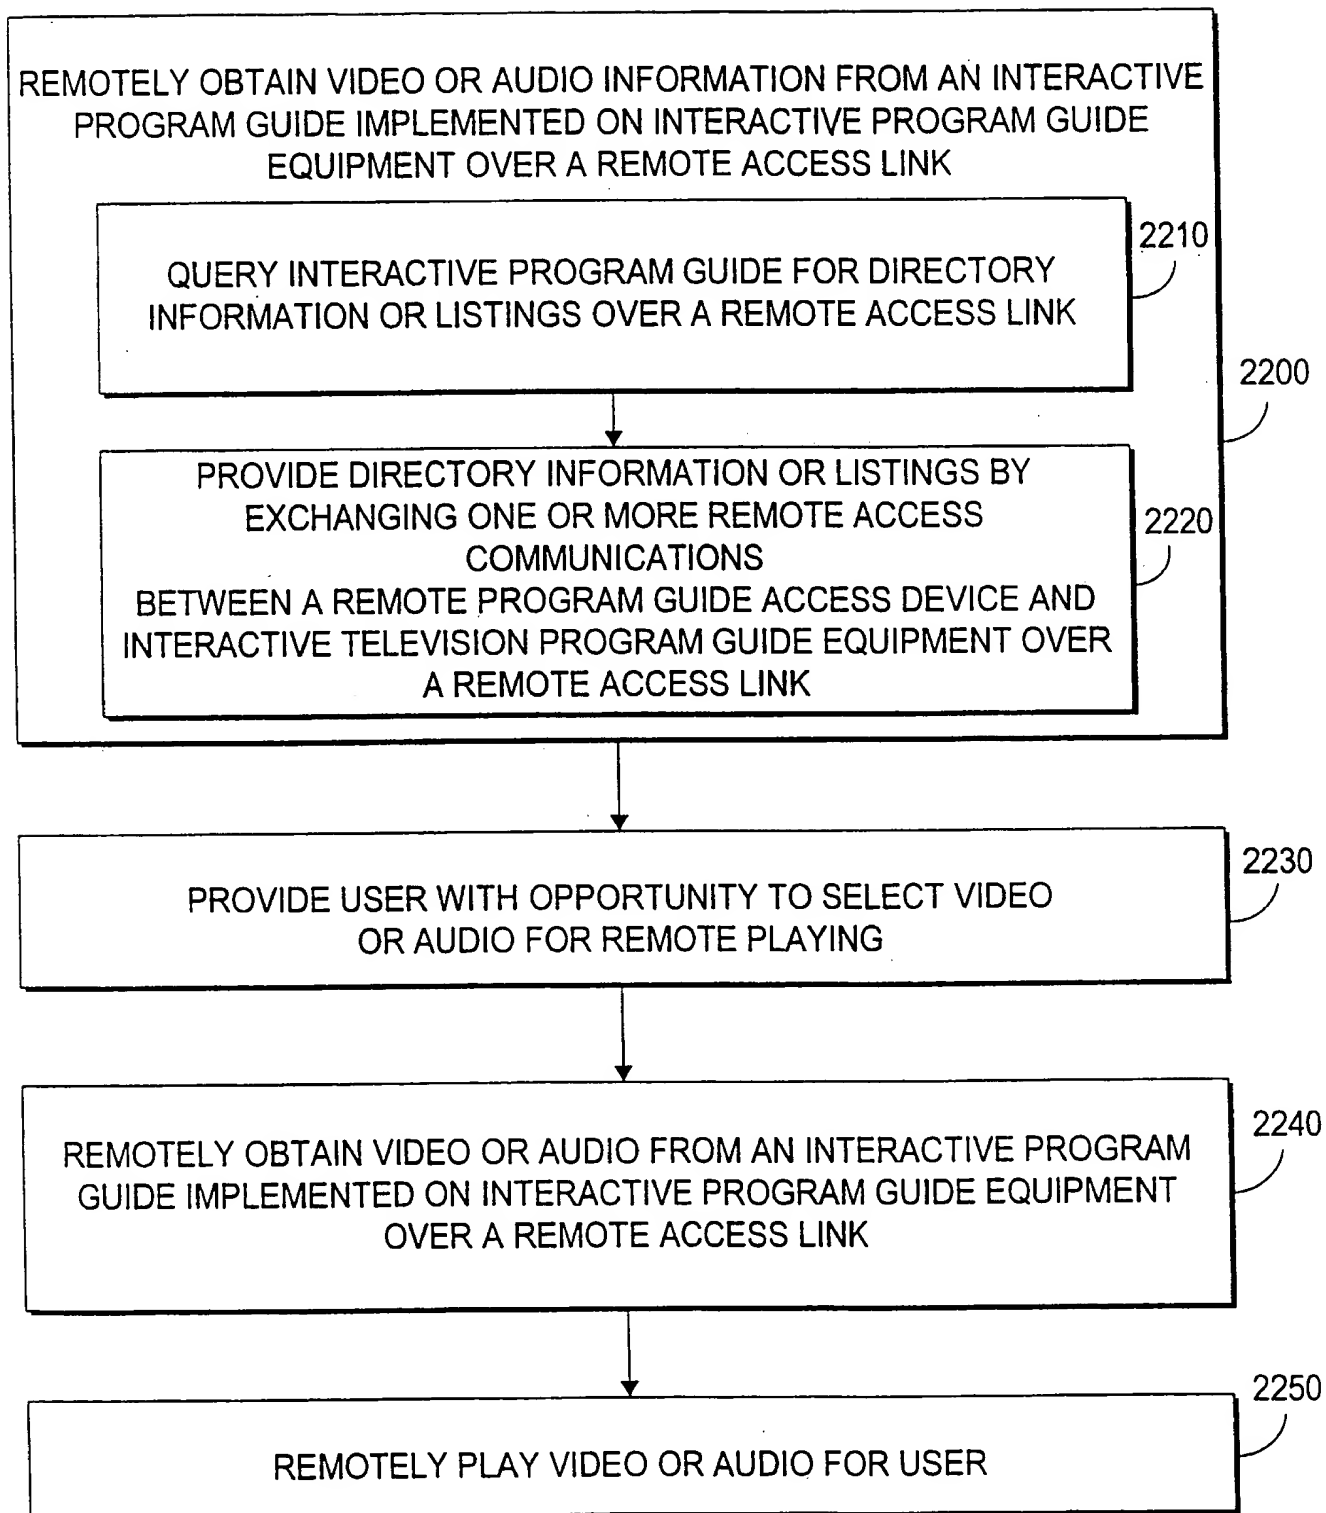 REMOTELY OBTAIN VIDEO OR AUDIO INFORMATION FROM AN INTERACTIVE
PROGRAM GUIDE IMPLEMENTED ON INTERACTIVE PROGRAM GUIDE
EQUIPMENT OVER A REMOTE ACCESS LINK
2210
QUERY INTERACTIVE PROGRAM GUIDE FOR DIRECTORY
INFORMATION OR LISTINGS OVER A REMOTE ACCESS LINK
2200
PROVIDE DIRECTORY INFORMATION OR LISTINGS BY
EXCHANGING ONE OR MORE REMOTE ACCESS
COMMUNICATIONS
BETWEEN A REMOTE PROGRAM GUIDE ACCESS DEVICE AND
INTERACTIVE TELEVISION PROGRAM GUIDE EQUIPMENT OVER
A REMOTE ACCESS LINK
2220
2230
PROVIDE USER WITH OPPORTUNITY TO SELECT VIDEO
OR AUDIO FOR REMOTE PLAYING
2240
REMOTELY OBTAIN VIDEO OR AUDIO FROM AN INTERACTIVE PROGRAM
GUIDE IMPLEMENTED ON INTERACTIVE PROGRAM GUIDE EQUIPMENT
OVER A REMOTE ACCESS LINK
2250
REMOTELY PLAY VIDEO OR AUDIO FOR USER